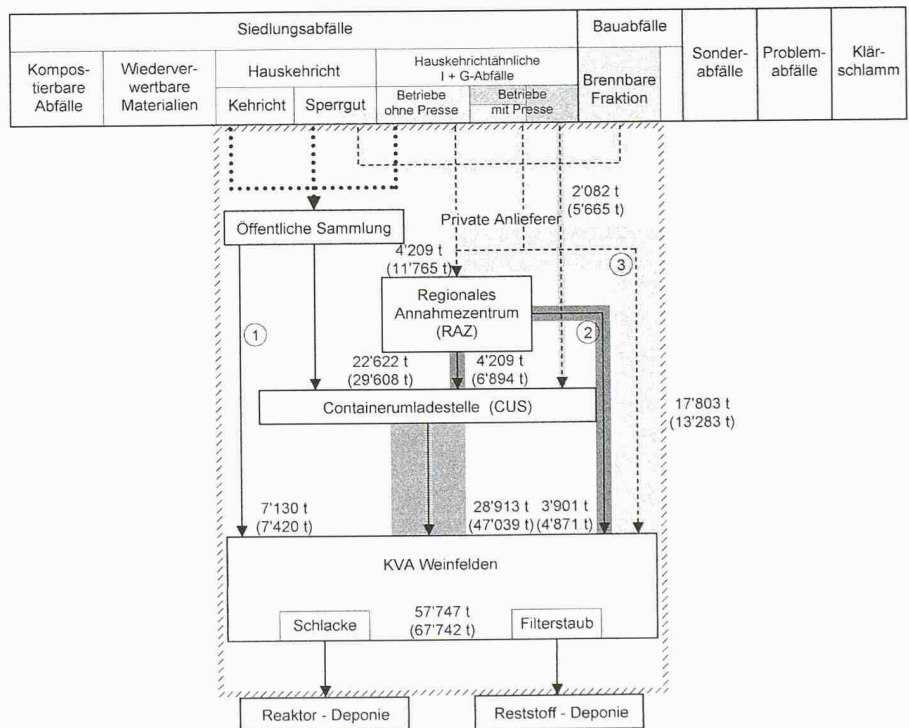 Siedlungsabfälle
Bauabfälle
Kompos-
tierbare
Abfälle
Wiederver-
wertbare
Materialien
Hauskehricht
Kehricht
Sperrgut
Hauskehrichtähnliche
I + G-Abfälle
Betriebe
ohne Presse
Betriebe
mit Presse
Brennbare
Fraktion
Sonder-
abfälle
Problem-
abfälle
Klär-
schlamm
2'082 t
(5'665 t)
Private Anlieferer
Öffentliche Sammlung
4'209 t
(11'765 t)
3
Regionales
Annahmezentrum
(RAZ)
1
2
22'622 t
(29'608 t)
4'209 t
(6'894 t)
Containerumladestelle (CUS)
17'803 t
(13'283 t)
7'130 t
(7'420 t)
28'913 t
(47'039 t)
3'901 t
(4'871 t)
KVA Weinfelden
57'747 t
(67'742 t)
Schlacke
Filterstaub
Reaktor - Deponie
Reststoff - Deponie